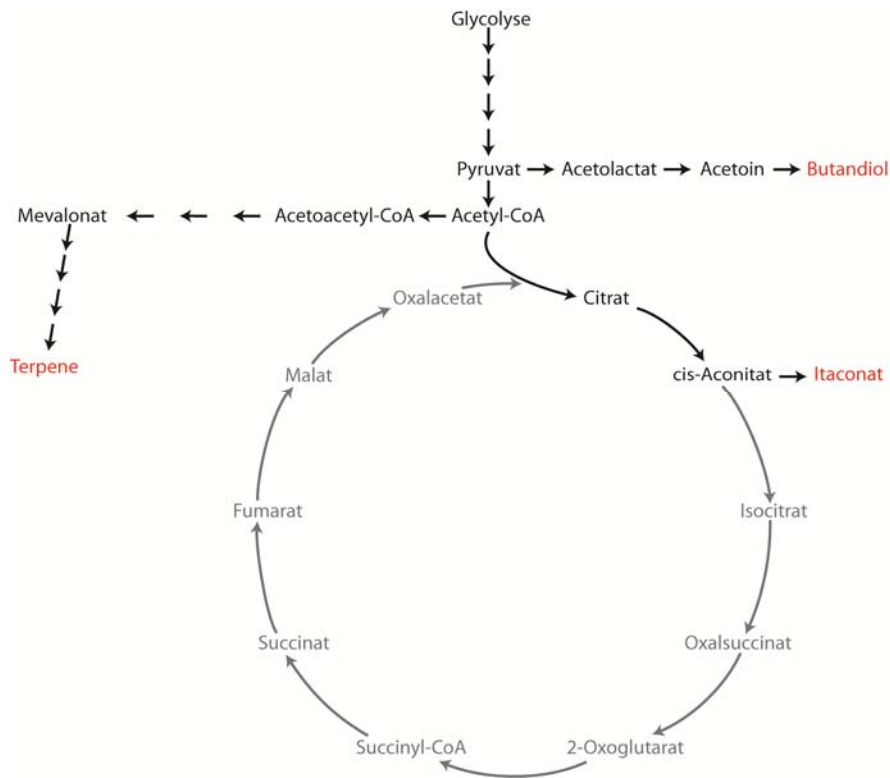 Glycolyse
Pyruvat Acetolactat Acetoin Butandiol
Mevalonat Acetoacetyl-CoA Acetyl-CoA
Oxalacetat Citrat
Terpene Malat cis-Aconitat Itaconat
Fumarat Isocitrat
Succinat Oxalsuccinat
Succinyl-CoA 2-Oxoglutarat